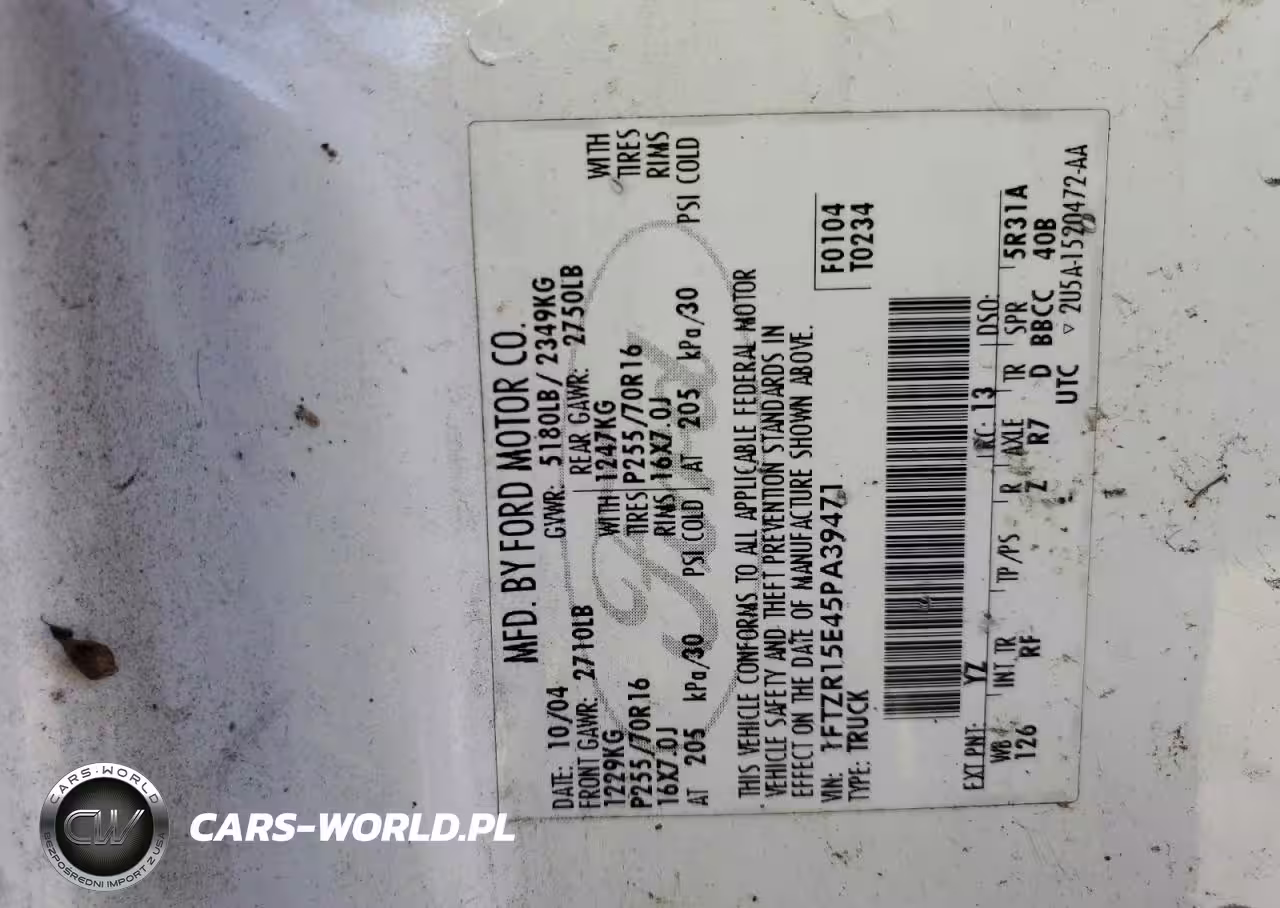 MFD. BY FORD MOTOR CO.
DATE: 10/04 GVWR: 5180LB/ 2349KG
FRONT GAWR: 2710LB REAR GAWR: 2750LB
1229KG WITH 1247KG WITH
P255/70R16 TIRES P255/70R16 TIRES
16X7.0J RIMS 16X7.0J RIMS
AT 205 kPa/30 PSI COLD AT 205 kPa/30 PSI COLD
Ford
THIS VEHICLE CONFORMS TO ALL APPLICABLE FEDERAL MOTOR
VEHICLE SAFETY AND THEFT PREVENTION STANDARDS IN
EFFECT ON THE DATE OF MANUFACTURE SHOWN ABOVE.
VIN: 1FTZR15E45PA39471 F0104
TYPE: TRUCK T0234
EXT PNT: YZ RC: 13 DSO:
WB INT TR TP/PS R AXLE TR SPR 5R31A
126 RF Z R7 D BBCC 40B
UTC ▽ 2U5A-1520472-AA
CARS-WORLD
CW
BEZPOŚREDNI IMPORT Z USA
CARS-WORLD.PL